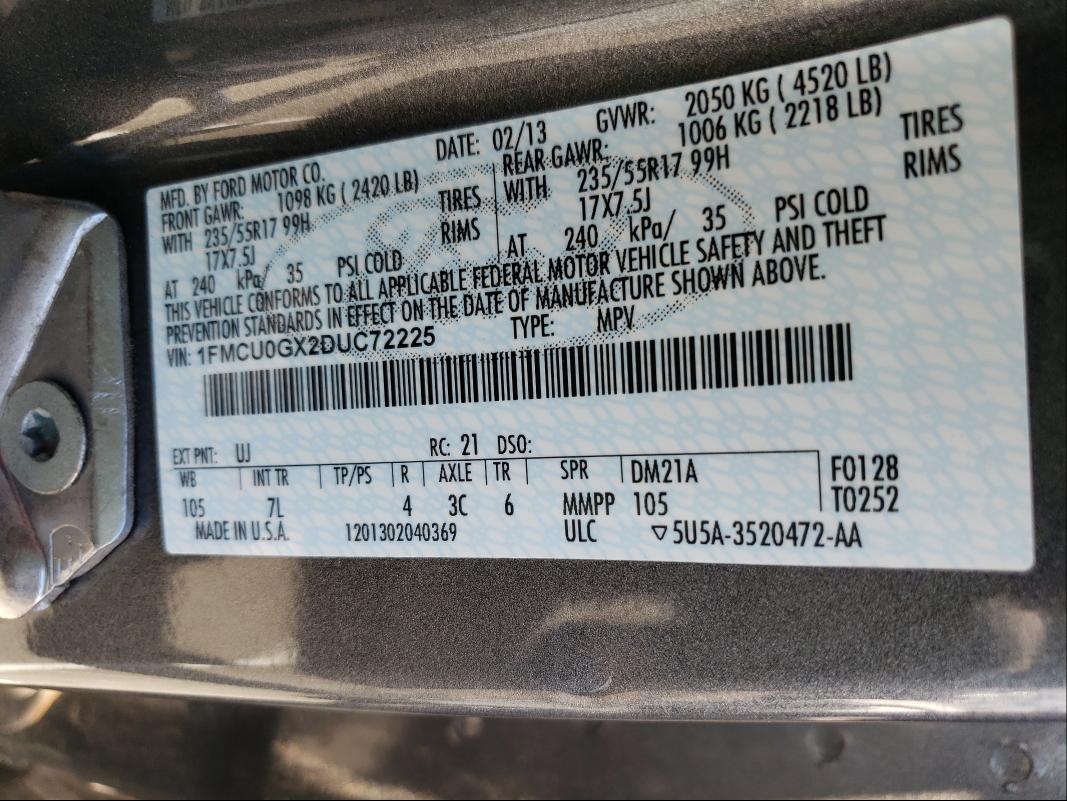 MFD. BY FORD MOTOR CO. DATE: 02/13 GVWR: 2050 KG ( 4520 LB)
FRONT GAWR: 1098 KG ( 2420 LB) REAR GAWR: 1006 KG ( 2218 LB)
WITH 235/55R17 99H TIRES WITH 235/55R17 99H TIRES
17X7.5J RIMS 17X7.5J RIMS
AT 240 kPa/ 35 PSI COLD AT 240 kPa/ 35 PSI COLD
THIS VEHICLE CONFORMS TO ALL APPLICABLE FEDERAL MOTOR VEHICLE SAFETY AND THEFT
PREVENTION STANDARDS IN EFFECT ON THE DATE OF MANUFACTURE SHOWN ABOVE.
VIN: 1FMCU0GX2DUC72225 TYPE: MPV
EXT PNT: UJ RC: 21 DSO:
WB INT TR TP/PS R AXLE TR SPR DM21A F0128
105 7L 4 3C 6 MMPP 105 T0252
MADE IN U.S.A. 1201302040369 ULC ▽5U5A-3520472-AA